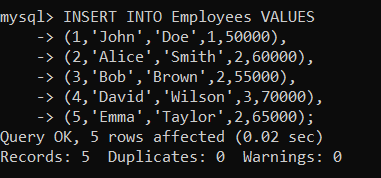 mysql> INSERT INTO Employees VALUES
    -> (1,'John','Doe',1,50000),
    -> (2,'Alice','Smith',2,60000),
    -> (3,'Bob','Brown',2,55000),
    -> (4,'David','Wilson',3,70000),
    -> (5,'Emma','Taylor',2,65000);
Query OK, 5 rows affected (0.02 sec)
Records: 5  Duplicates: 0  Warnings: 0